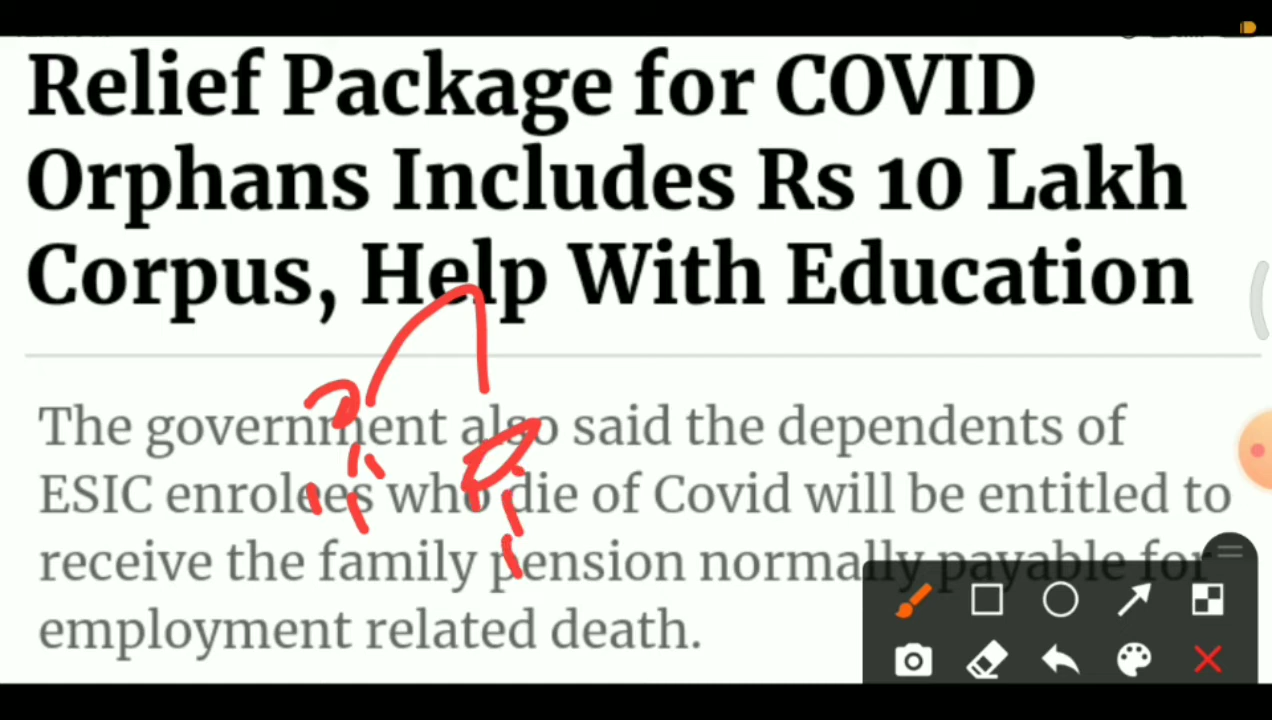 Relief Package for COVID
Orphans Includes Rs 10 Lakh
Corpus, Help With Education
The government also said the dependents of
ESIC enrolees who die of Covid will be entitled to
receive the family pension normally payable for
employment related death.